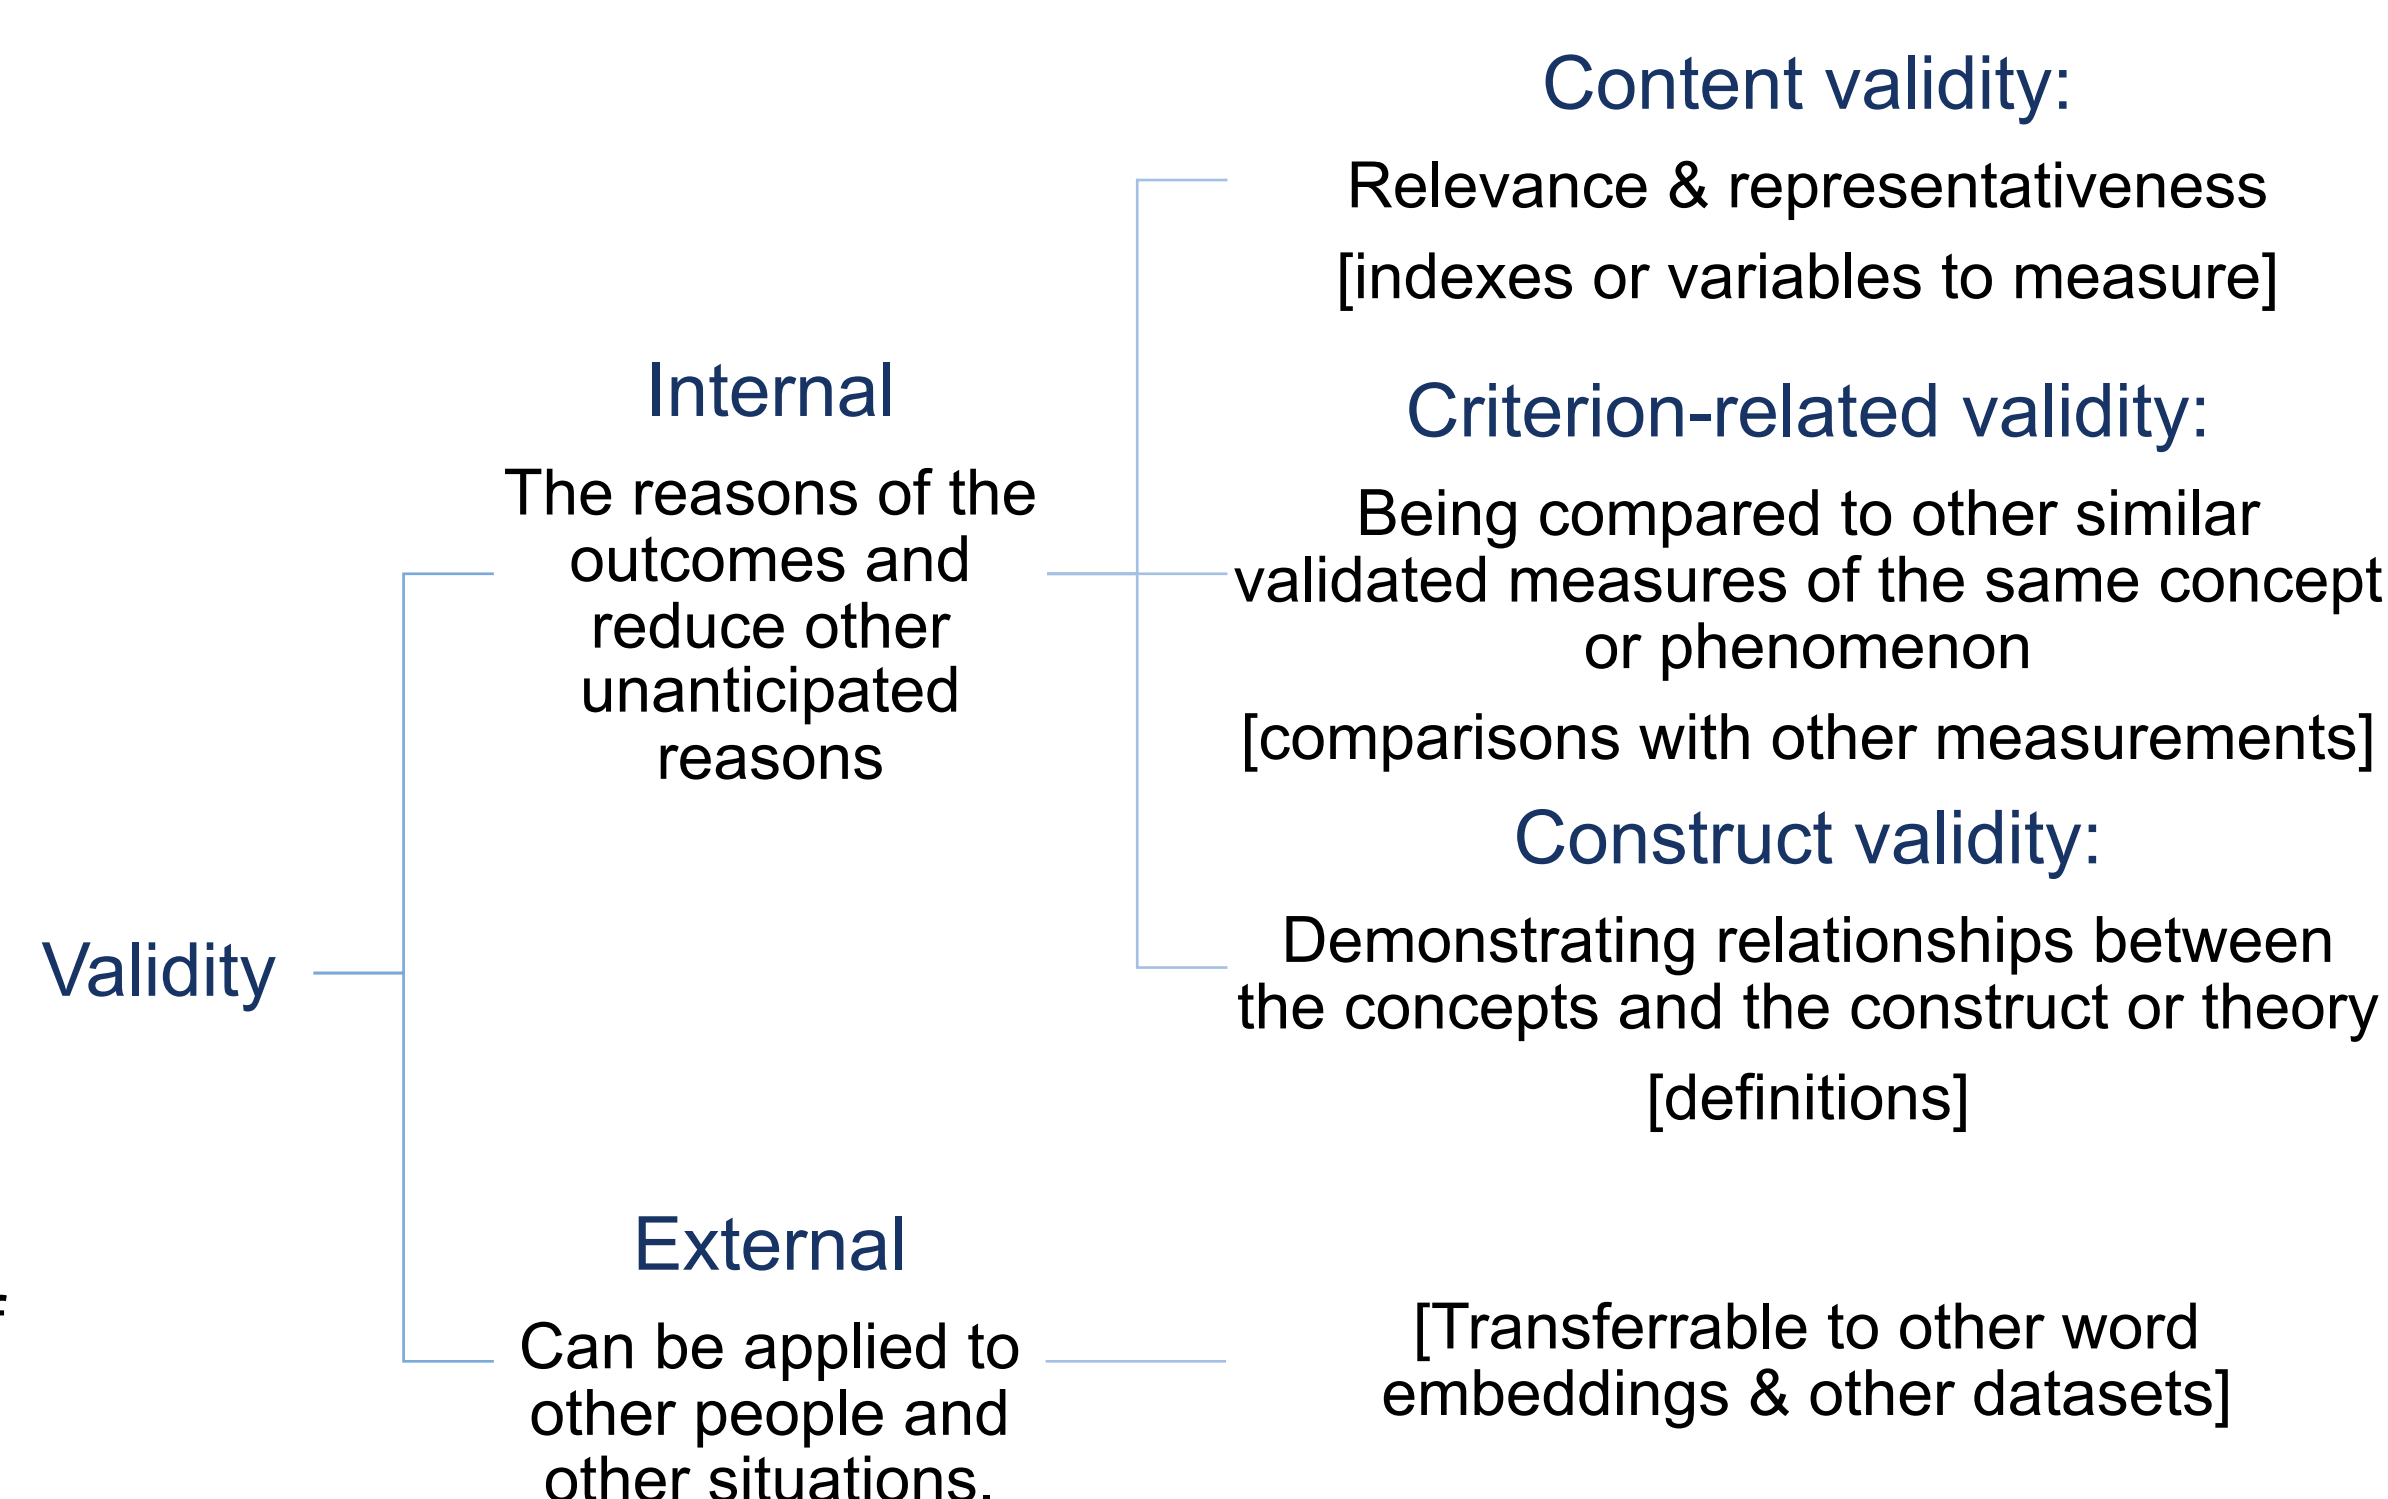 Validity
Internal
The reasons of the
outcomes and
reduce other
unanticipated
reasons
Content validity:
Relevance & representativeness
[indexes or variables to measure]
Criterion-related validity:
Being compared to other similar
validated measures of the same concept
or phenomenon
[comparisons with other measurements]
Construct validity:
Demonstrating relationships between
the concepts and the construct or theory
[definitions]
External
Can be applied to
other people and
other situations.
[Transferrable to other word
embeddings & other datasets]